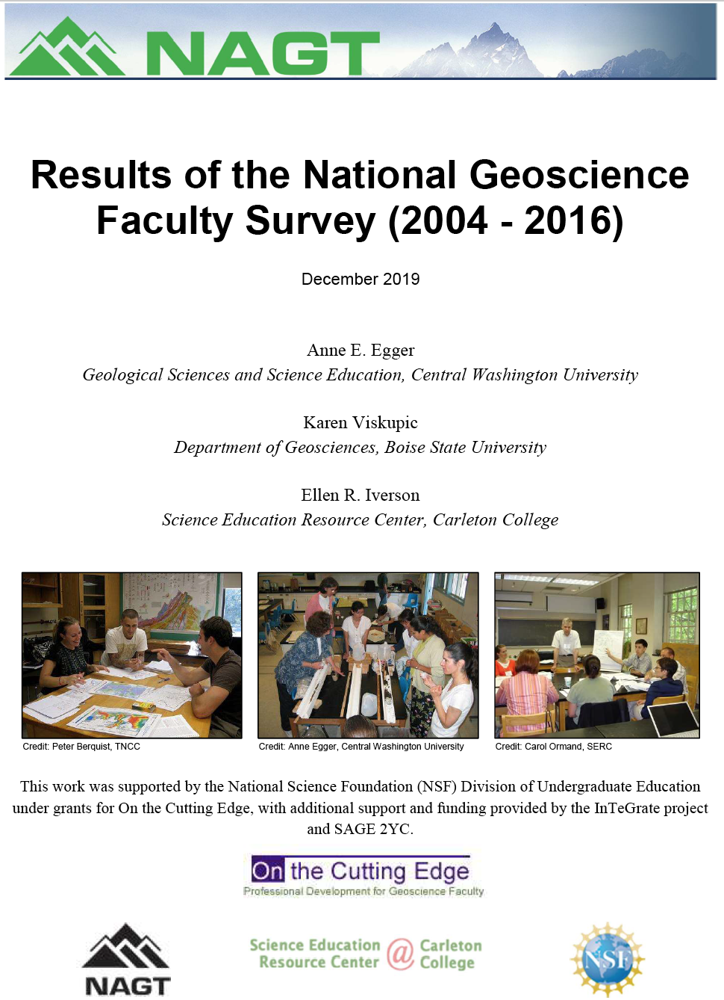 NAGT
Results of the National Geoscience
Faculty Survey (2004 - 2016)
December 2019
Anne E. Egger
Geological Sciences and Science Education, Central Washington University
Karen Viskupic
Department of Geosciences, Boise State University
Ellen R. Iverson
Science Education Resource Center, Carleton College
Credit: Peter Berquist, TNCC
Credit: Anne Egger, Central Washington University
Credit: Carol Ormand, SERC
This work was supported by the National Science Foundation (NSF) Division of Undergraduate Education
under grants for On the Cutting Edge, with additional support and funding provided by the InTeGrate project
and SAGE 2YC.
On the Cutting Edge
Professional Development for Geoscience Faculty
NAGT
Science Education @ Carleton
Resource Center College
NSF